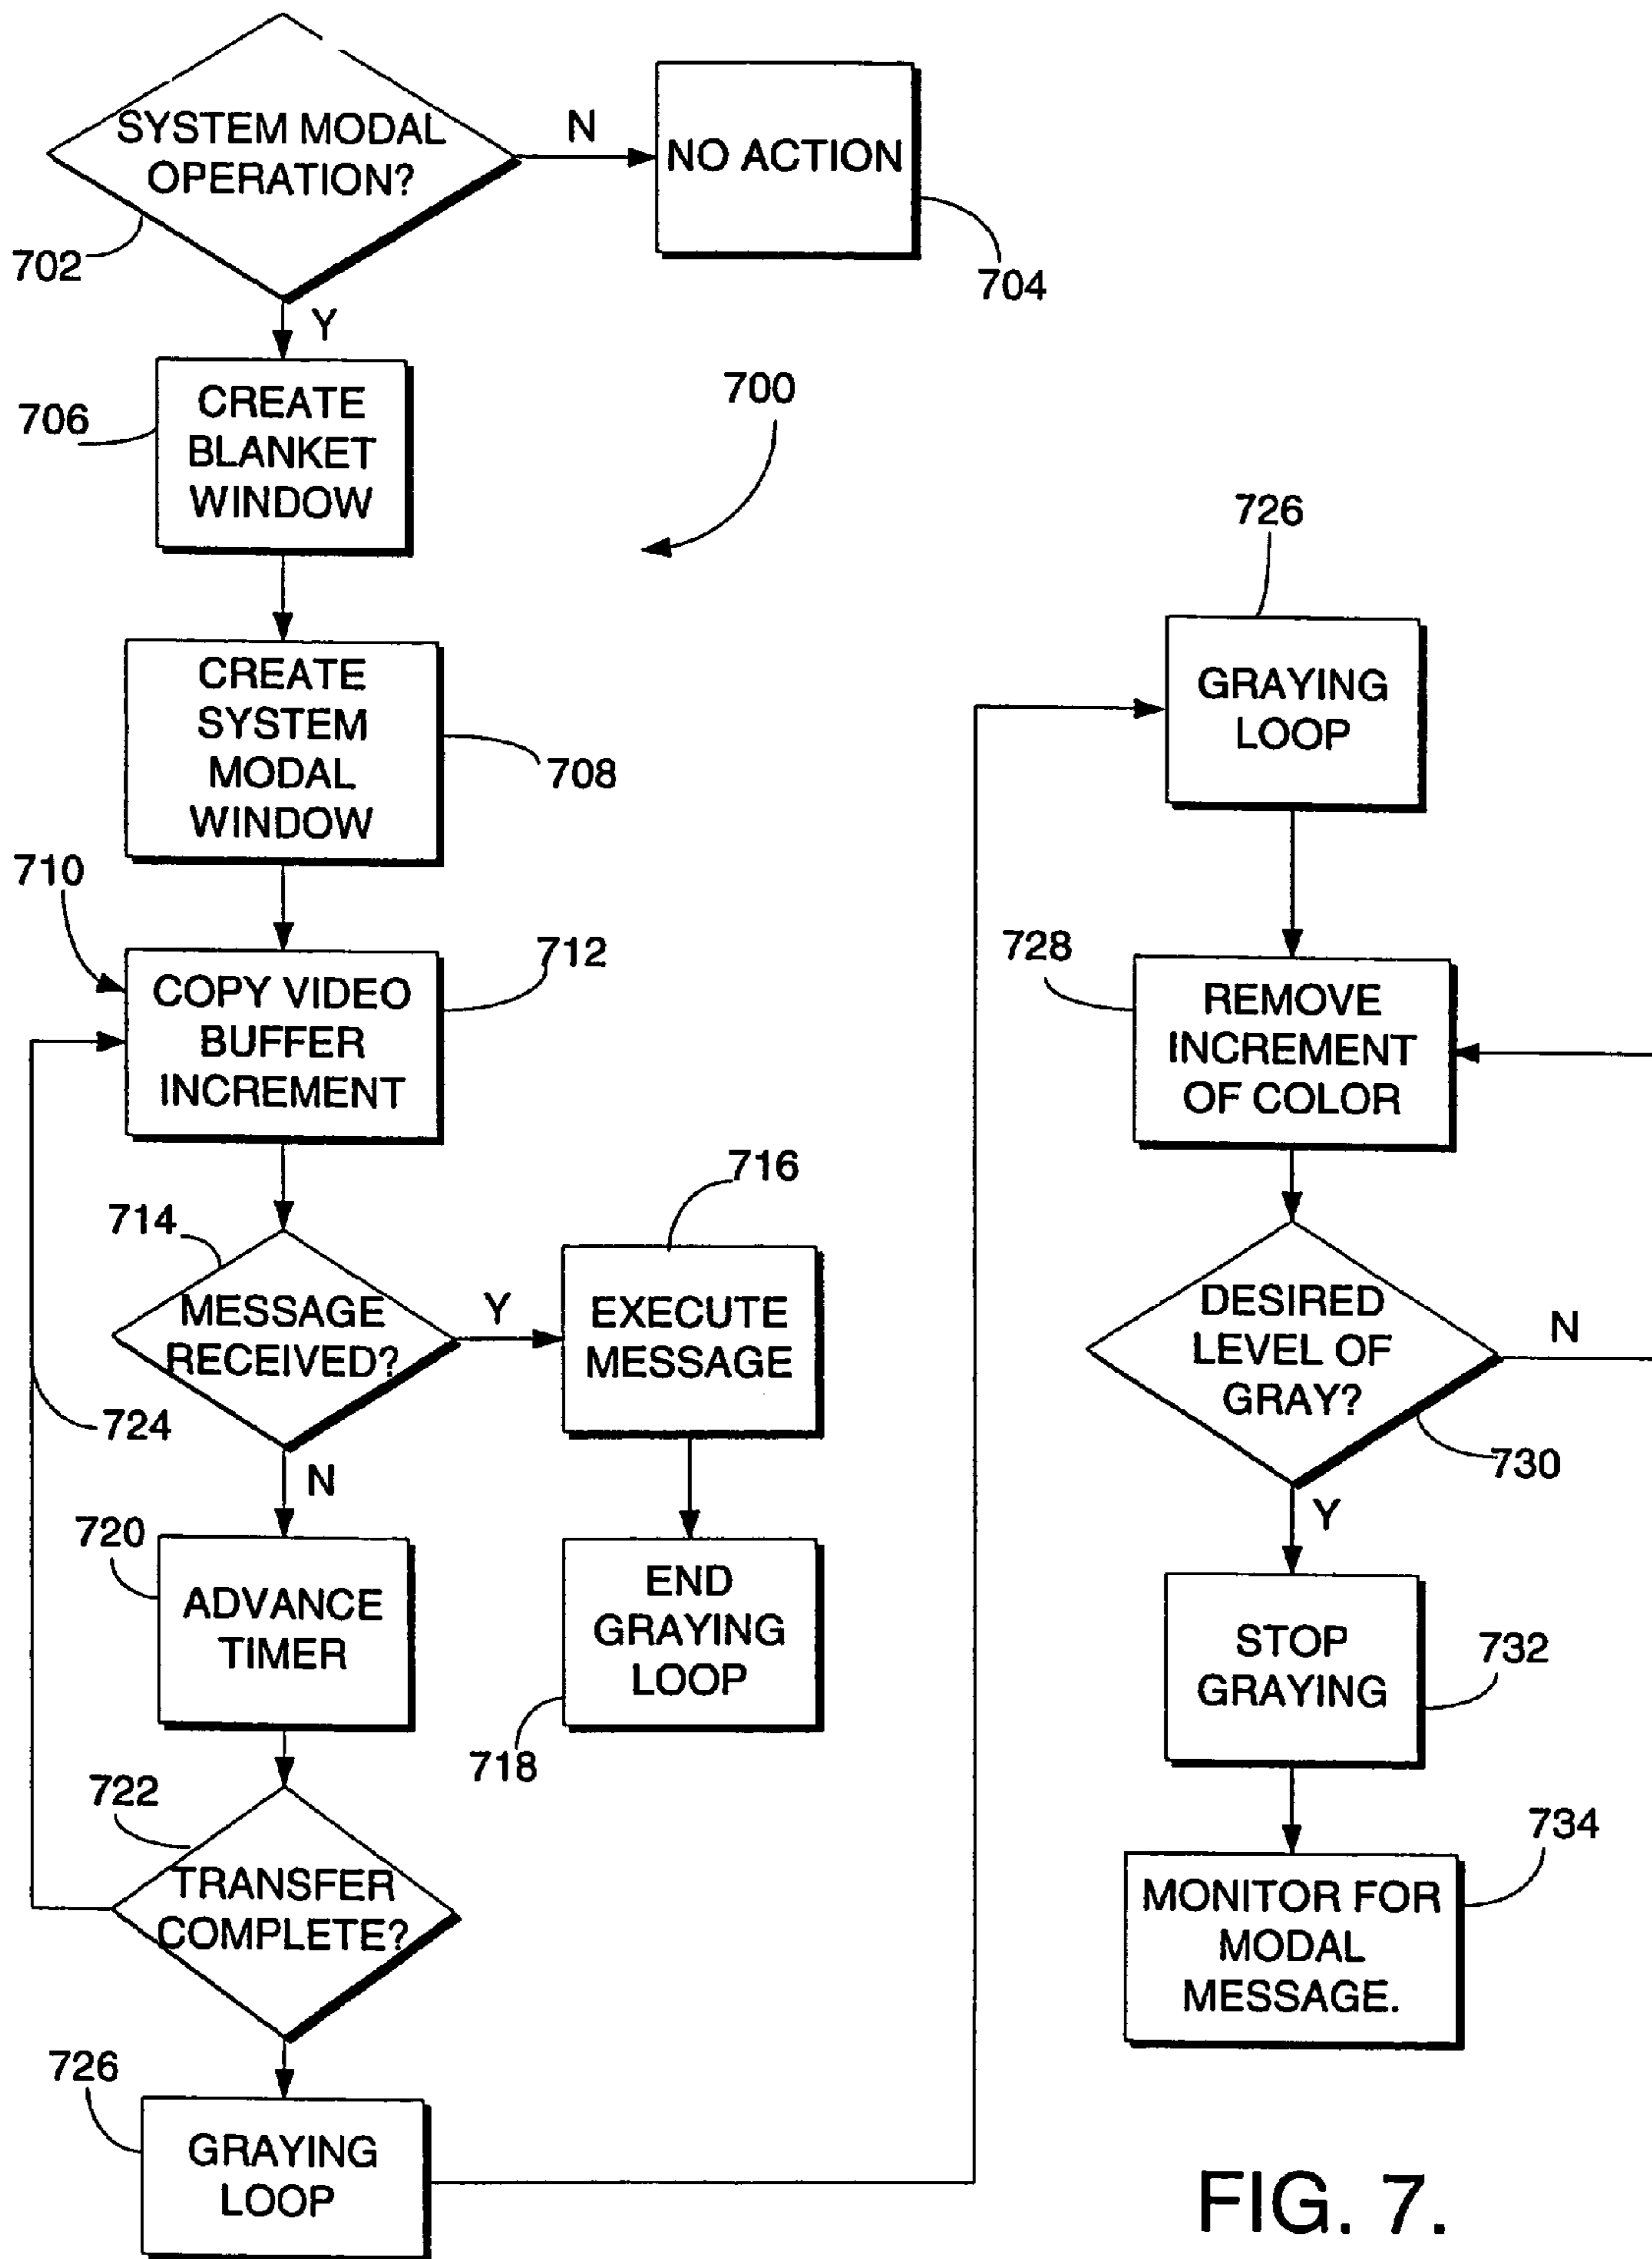 SYSTEM MODAL
OPERATION?
N
NO ACTION
702
704
Y
706
CREATE
BLANKET
WINDOW
700
CREATE
SYSTEM
MODAL
WINDOW
708
710
712
COPY VIDEO
BUFFER
INCREMENT
714
MESSAGE
RECEIVED?
Y
716
EXECUTE
MESSAGE
724
N
720
ADVANCE
TIMER
END
GRAYING
LOOP
718
722
TRANSFER
COMPLETE?
726
GRAYING
LOOP
726
GRAYING
LOOP
728
REMOVE
INCREMENT
OF COLOR
DESIRED
LEVEL OF
GRAY?
N
730
Y
STOP
GRAYING
732
734
MONITOR FOR
MODAL
MESSAGE.
FIG. 7.